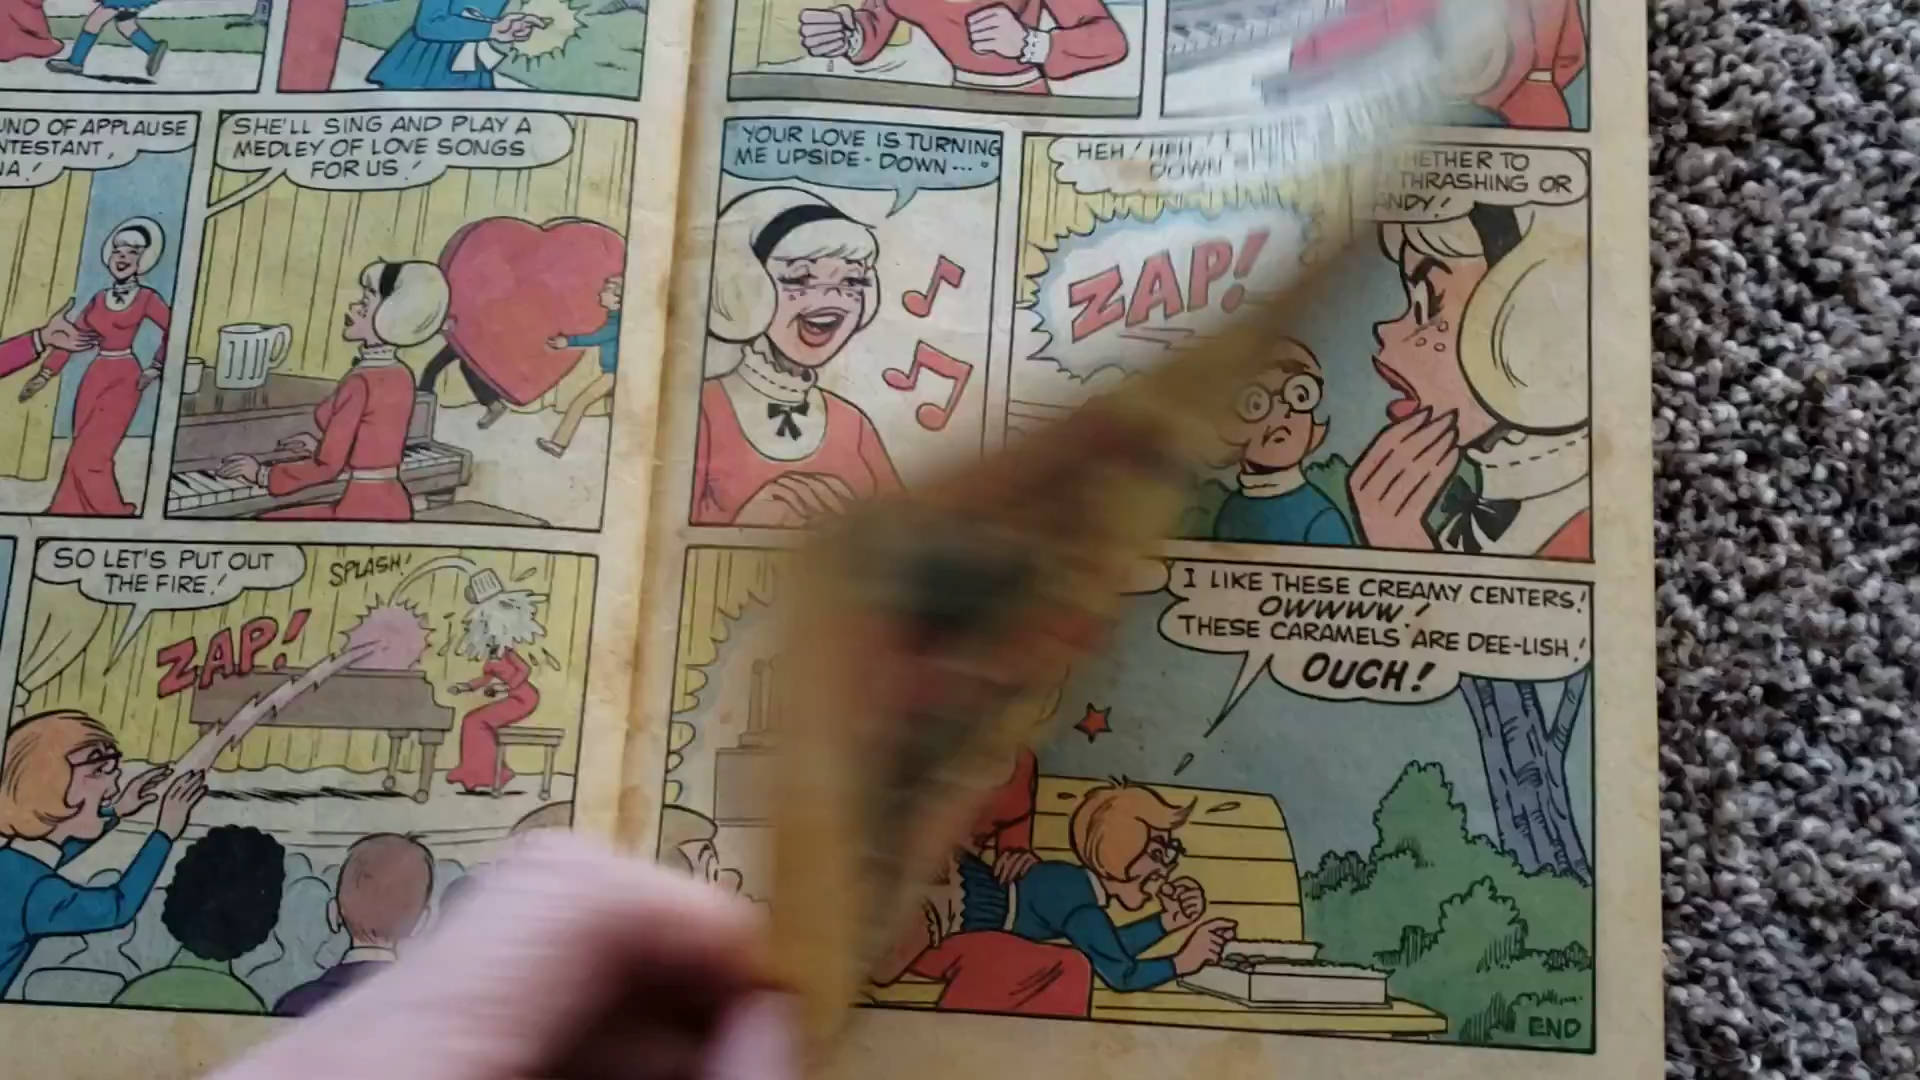 UND OF APPLAUSE
NTESTANT,
NA!
SHE'LL SING AND PLAY A
MEDLEY OF LOVE SONGS
FOR US!
SO LET'S PUT OUT
THE FIRE!
SPLASH!
ZAP!
YOUR LOVE IS TURNING
ME UPSIDE-DOWN..."
HEH!
DOWN
ZAP!
HETHER TO
THRASHING OR
ANDY!
I LIKE THESE CREAMY CENTERS!
OWWWW!
THESE CARAMELS ARE DEE-LISH!
OUCH!
END